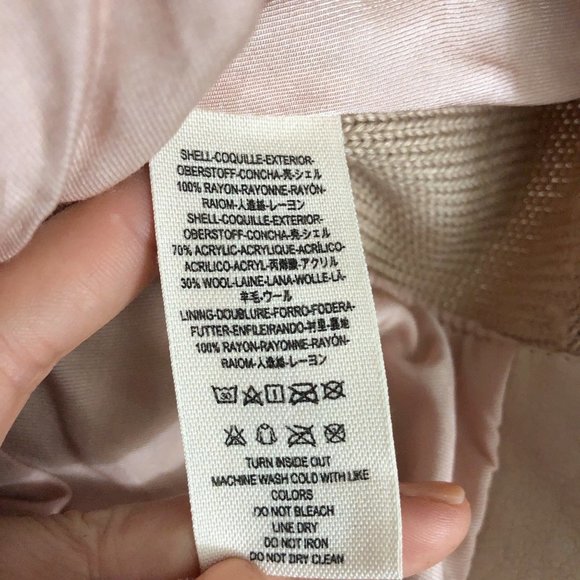 SHELL-COQUILLE-EXTERIOR-
OBERSTOFF-CONCHA-売-シェル
100% RAYON-RAYONNE-RAYÓN-
RAIOM-人造絲-レーヨン
SHELL-COQUILLE-EXTERIOR-
OBERSTOFF-CONCHA-売-シェル
70% ACRYLIC-ACRYLIQUE-ACRÍLICO-
ACRILICO-ACRYL-丙烯酸-アクリル
30% WOOL-LAINE-LANA-WOLLE-LÃ-
羊毛-ウール
LINING-DOUBLURE-FORRO-FODERA-
FUTTER-ENFILEIRANDO-衬里-裏地
100% RAYON-RAYONNE-RAYÓN-
RAIOM-人造絲-レーヨン
30
TURN INSIDE OUT
MACHINE WASH COLD WITH LIKE
COLORS
DO NOT BLEACH
LINE DRY
DO NOT IRON
DO NOT DRY CLEAN